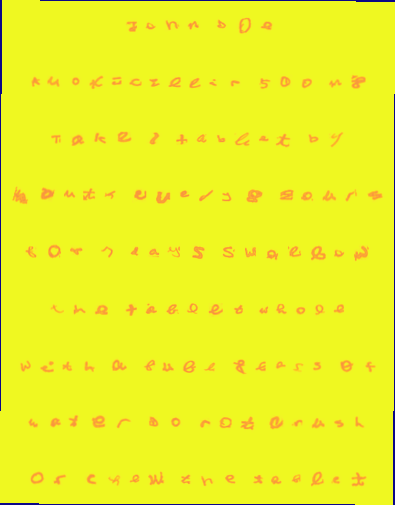 John Doe
Amoxicillin 500 mg
Take 1 tablet by
mouth every 8 hours
for 7 days Swallow
the tablet whole
with a full glass of
water Do not crush
or chew the tablet